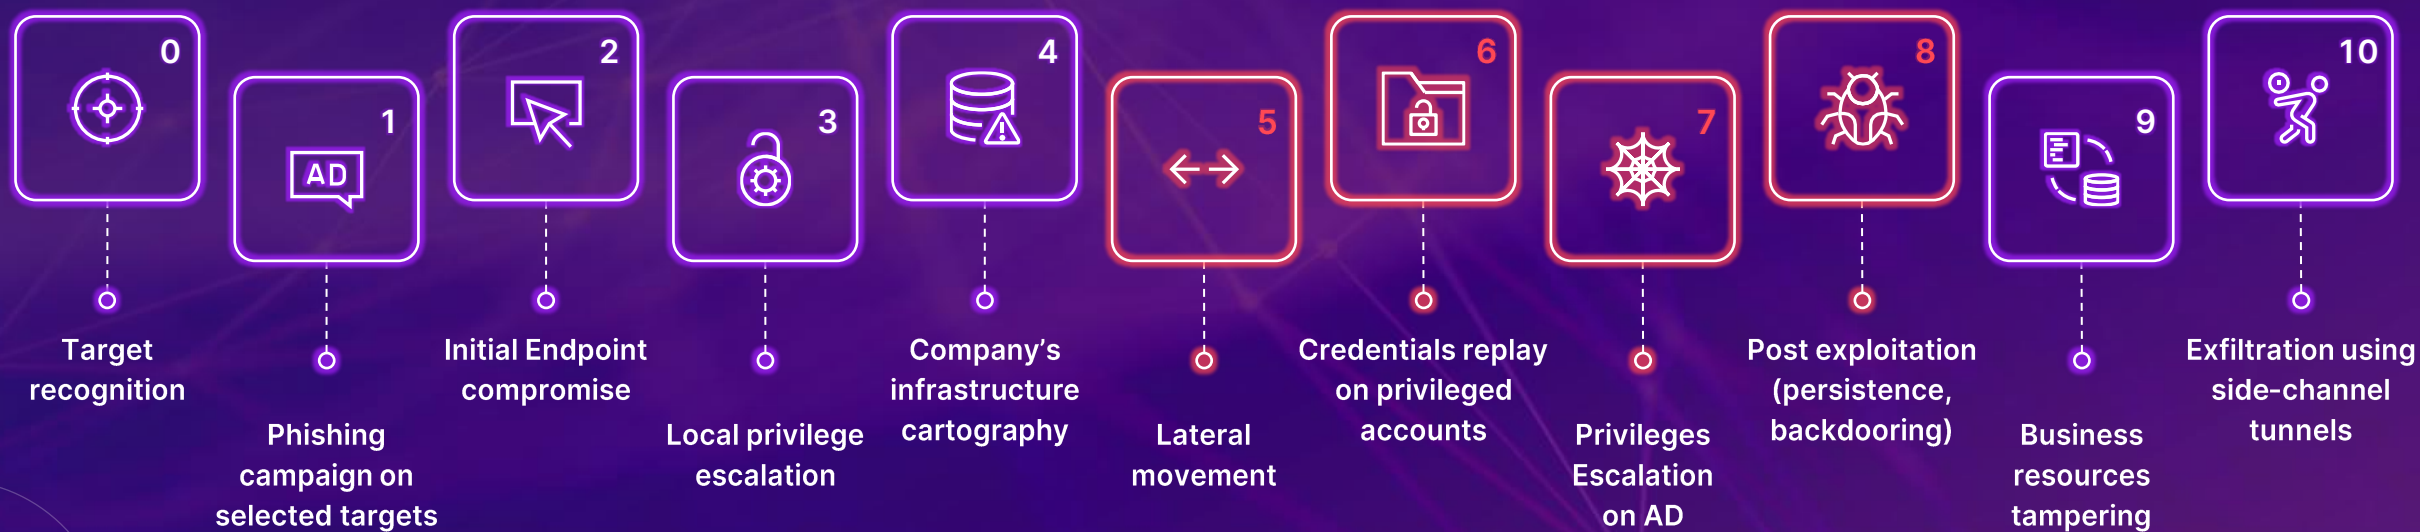 0
Target
recognition
1
AD
Phishing
campaign on
selected targets
2
Initial Endpoint
compromise
3
Local privilege
escalation
4
Company’s
infrastructure
cartography
5
Lateral
movement
6
Credentials replay
on privileged
accounts
7
Privileges
Escalation
on AD
8
Post exploitation
(persistence,
backdooring)
9
Business
resources
tampering
10
Exfiltration using
side-channel
tunnels